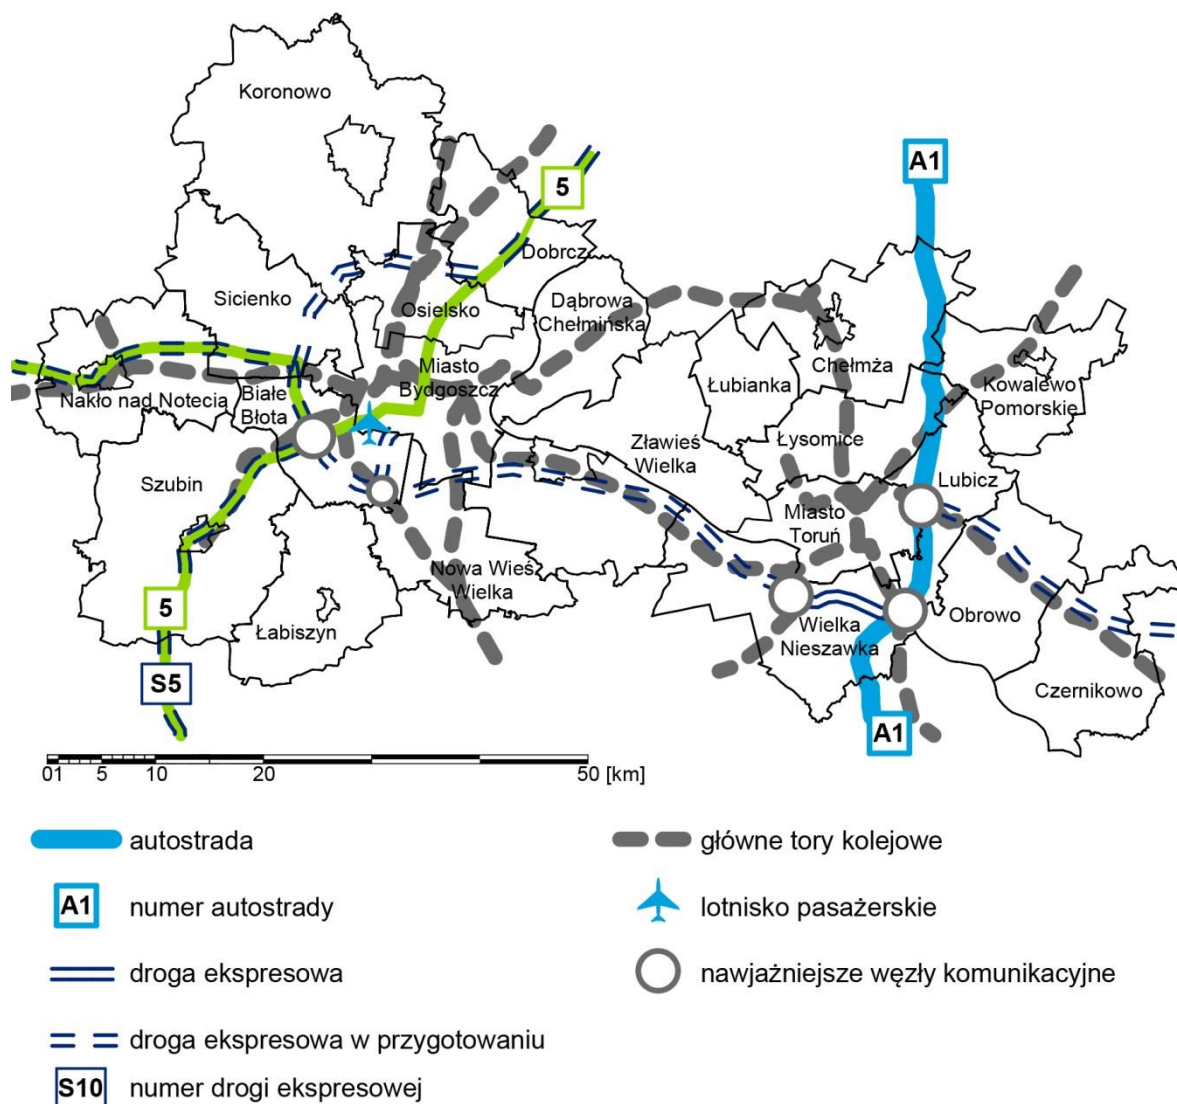 Koronowo
A1
5
Dobrcz
Sicienko
Dąbrowa
Chełmińska
Osielsko
Miasto
Bydgoszcz
Chełmża
Łubianka
Kowalewo
Pomorskie
Nakło nad Notecią
Białe
Błota
Łysomice
Zławieś
Wielka
Szubin
Lubicz
Miasto
Toruń
Nowa Wieś
Wielka
5
Łabiszyn
Wielka
Nieszawka
Obrowo
S5
Czernikowo
A1
01 5 10 20 50 [km]
autostrada
główne tory kolejowe
A1 numer autostrady
lotnisko pasażerskie
droga ekspresowa
nawjażniejsze węzły komunikacyjne
droga ekspresowa w przygotowaniu
S10 numer drogi ekspresowej